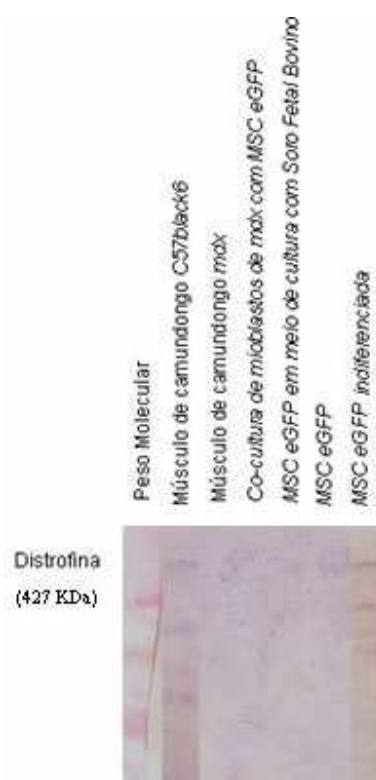 Peso Molecular
Músculo de camundongo C57black6
Músculo de camundongo mdx
Co-cultura de mioblastos de mdx com MSC eGFP
MSC eGFP em meio de cultura com Soro Fetal Bovino
MSC eGFP
MSC eGFP indiferenciada
Distrofina
(427 KDa)